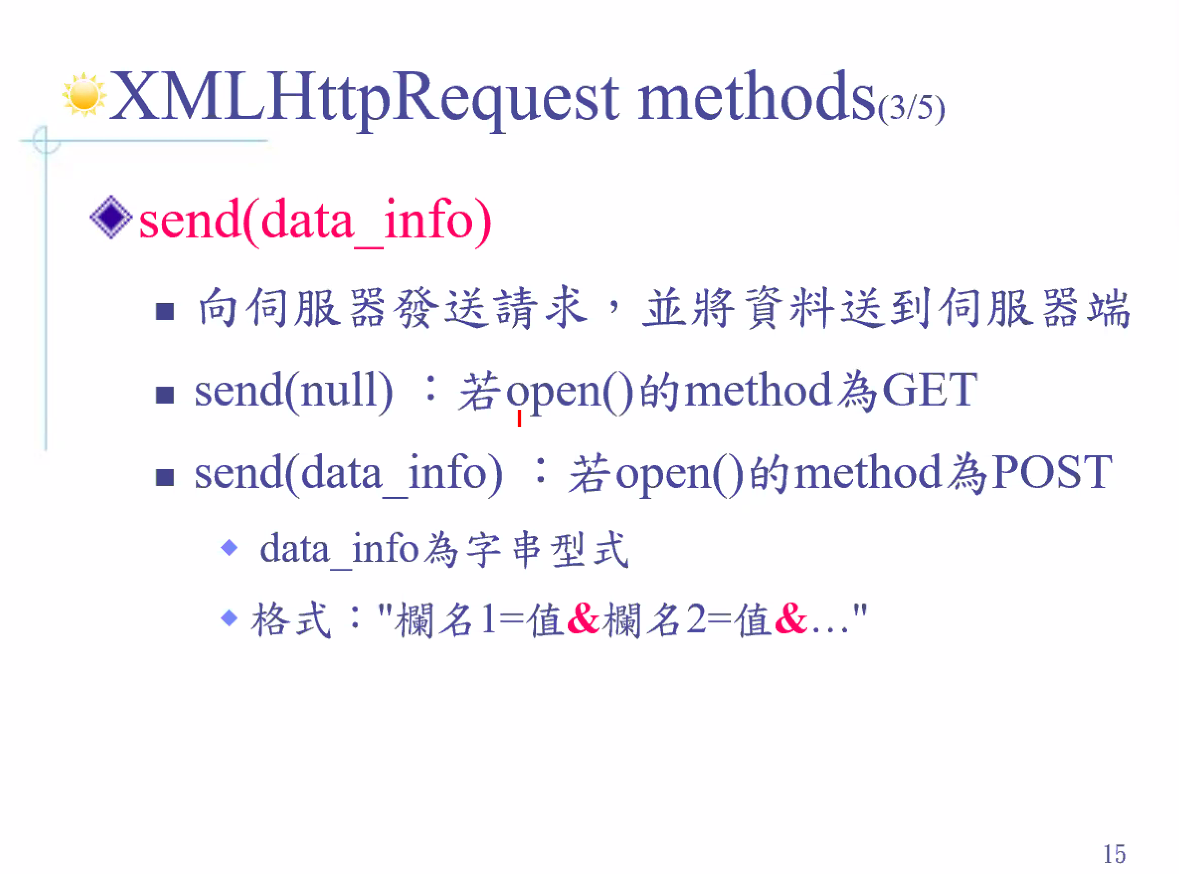 XMLHttpRequest methods(3/5)
send(data_info)
向伺服器發送請求，並將資料送到伺服器端
send(null) ：若open()的method為GET
send(data_info) ：若open()的method為POST
data_info為字串型式
格式："欄名1=值&欄名2=值&…"
15